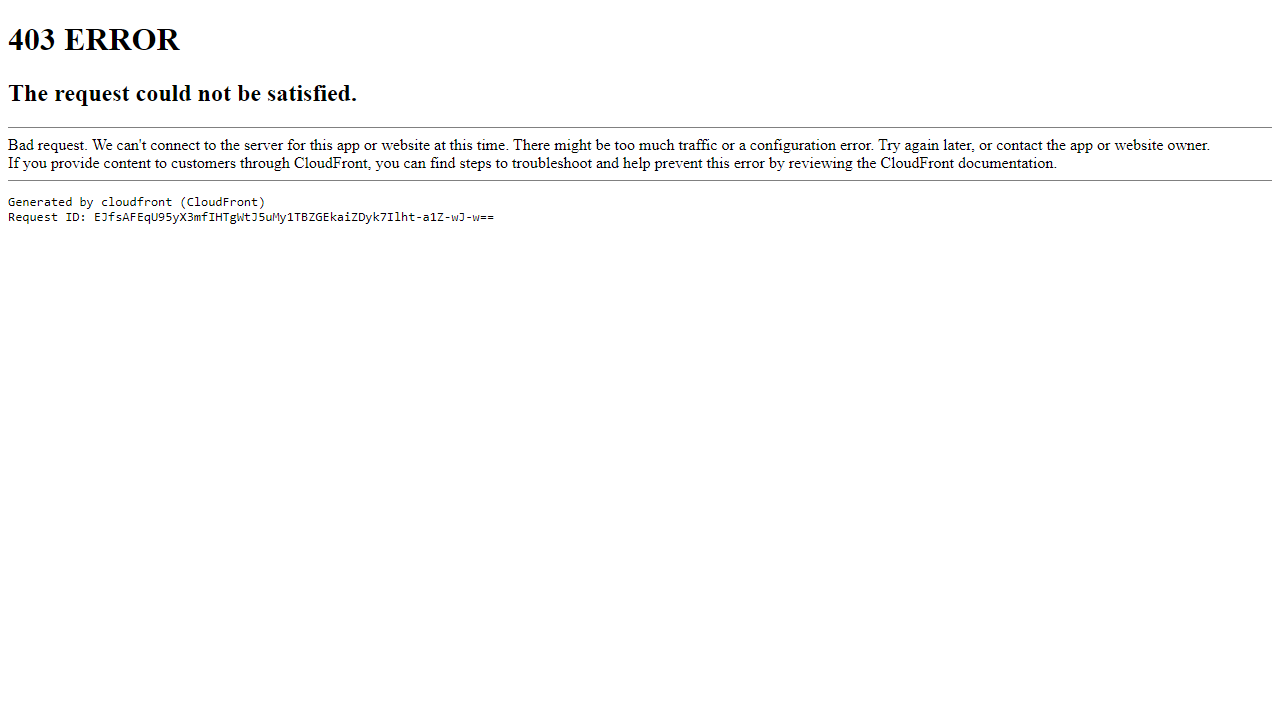 403 ERROR
The request could not be satisfied.
Bad request. We can't connect to the server for this app or website at this time. There might be too much traffic or a configuration error. Try again later, or contact the app or website owner.
If you provide content to customers through CloudFront, you can find steps to troubleshoot and help prevent this error by reviewing the CloudFront documentation.
Generated by cloudfront (CloudFront)
Request ID: EJfsAFEqU95yX3mfIHTgWtJ5uMy1TBZGEkaiZDyk7Ilht-a1Z-wJ-w==